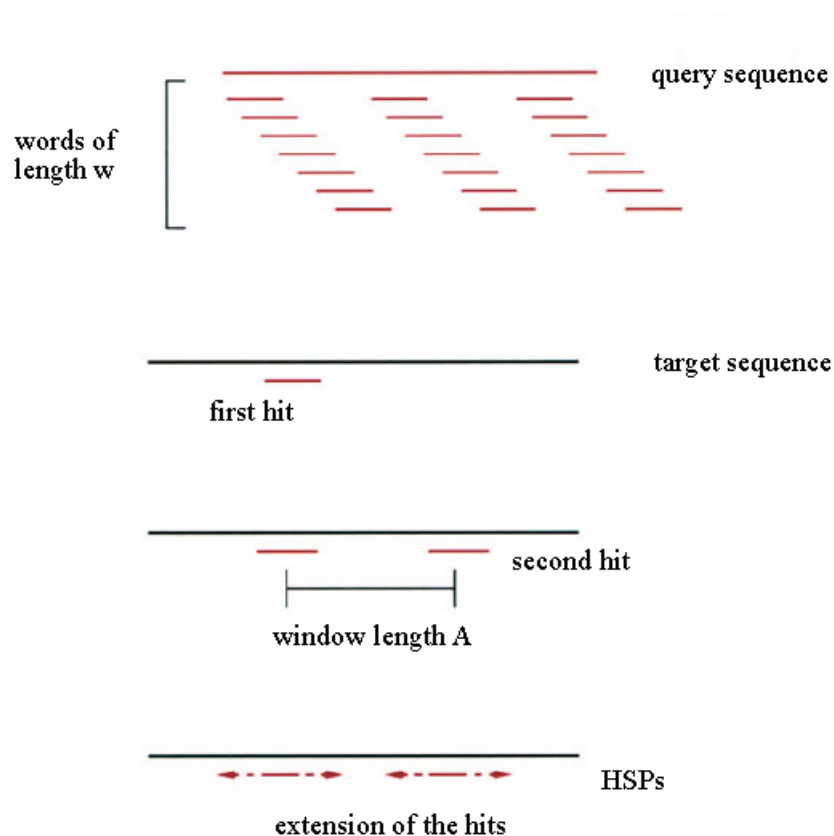 query sequence
words of
length w
target sequence
first hit
second hit
window length A
HSPs
extension of the hits